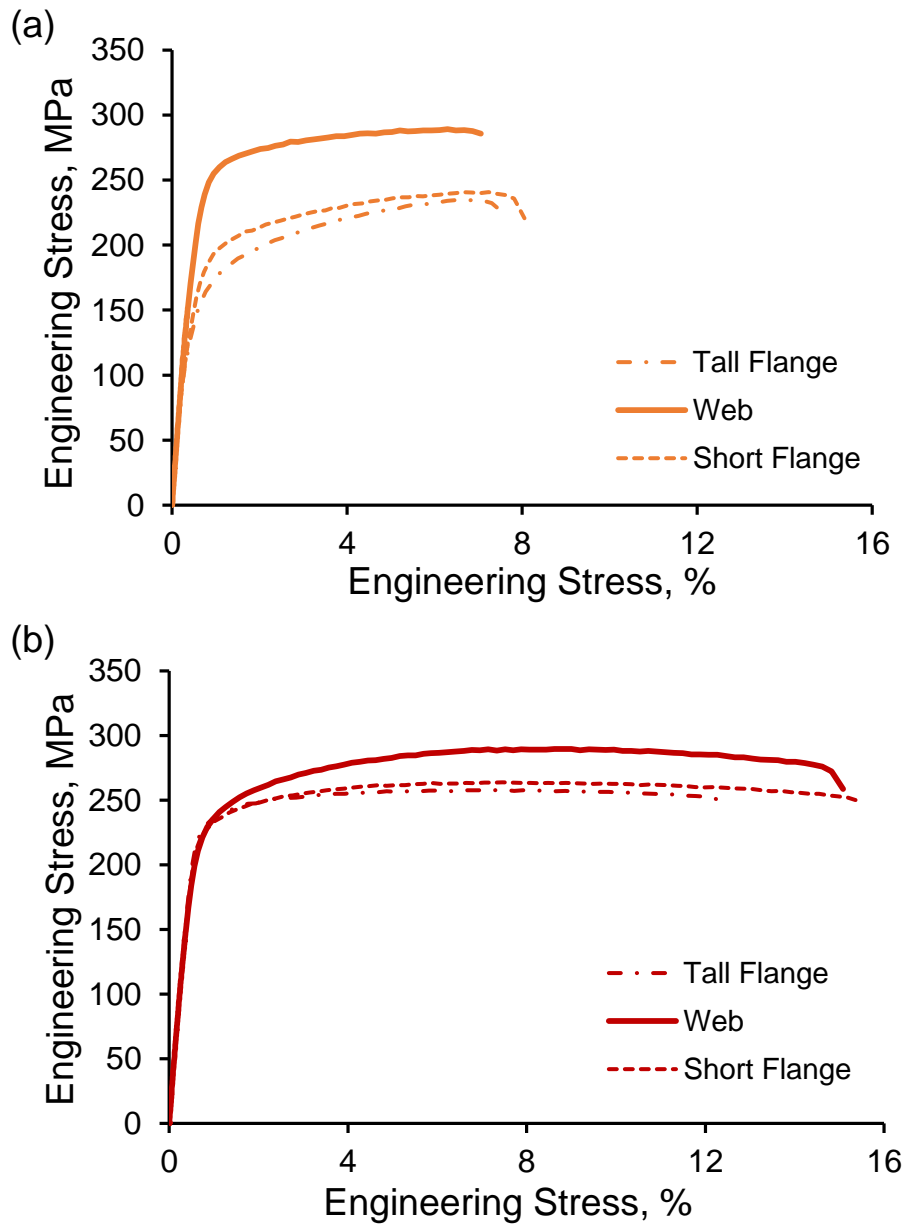 (a)
350
300
250
200
150
100
50
0
Engineering Stress, MPa
Tall Flange
Web
Short Flange
0 4 8 12 16
Engineering Stress, %
(b)
350
300
250
200
150
100
50
0
Engineering Stress, MPa
Tall Flange
Web
Short Flange
0 4 8 12 16
Engineering Stress, %